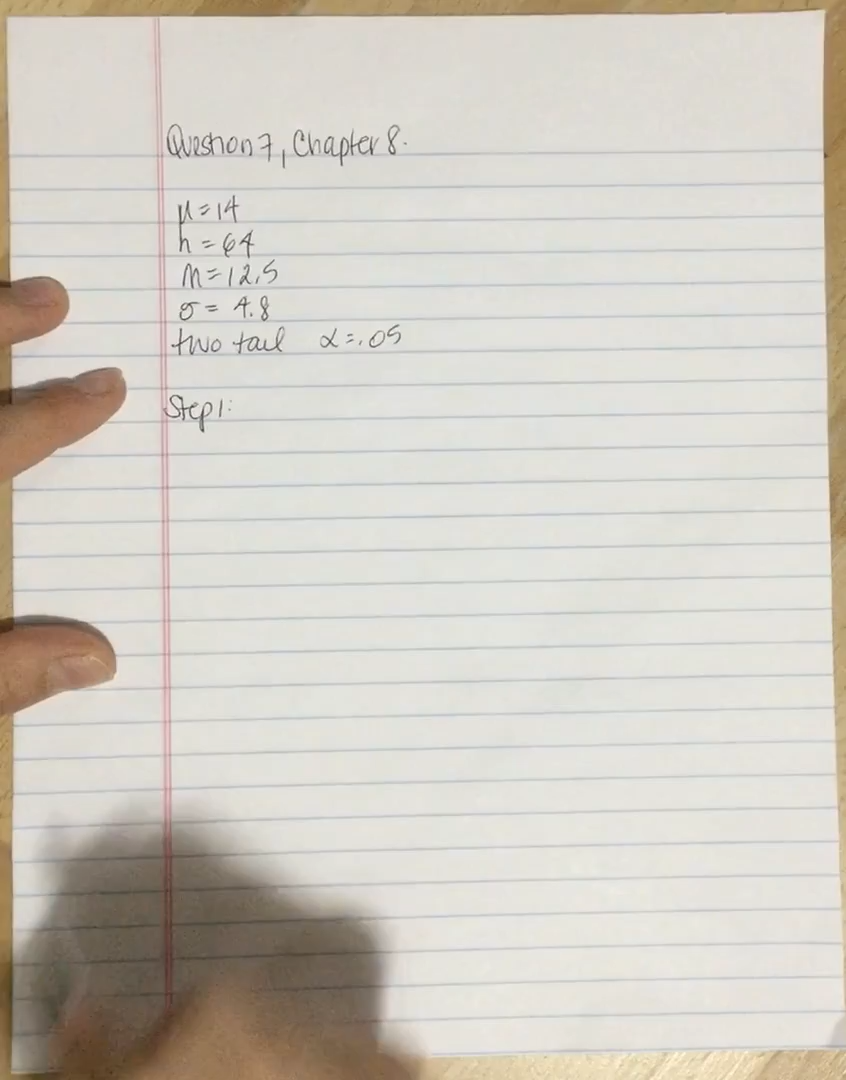 Question 7, Chapter 8.
μ = 14
n = 64
M = 12.5
σ = 4.8
two tail α = .05
Step 1: